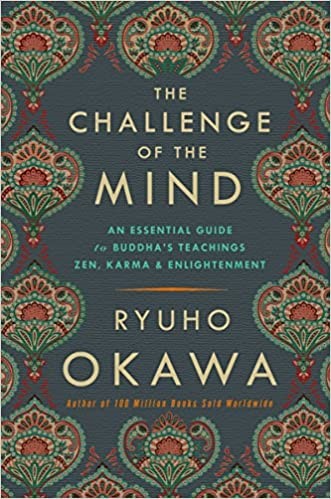 THE
CHALLENGE
OF THE
MIND
AN ESSENTIAL GUIDE
to BUDDHA'S TEACHINGS
ZEN, KARMA & ENLIGHTENMENT
RYUHO
OKAWA
Author of 100 Million Books Sold Worldwide